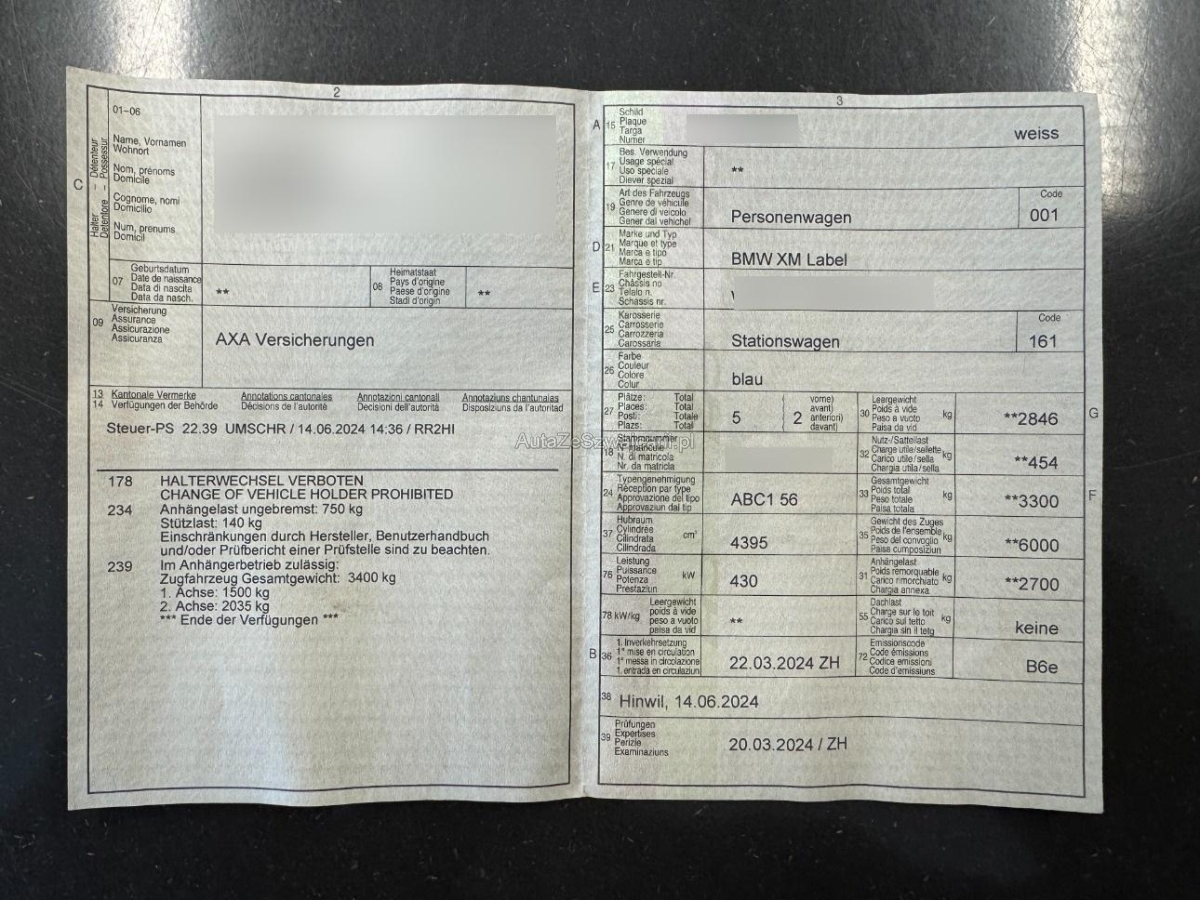 2
01-06
Halter – Détenteur
Detentore – Possessur
Name, Vornamen
Wohnort
Nom, prénoms
Domicile
Cognome, nomi
Domicilio
Num, prenums
Domicil
C
07
Geburtsdatum
Date de naissance
Data di nascita
Data da nasch.
**
08
Heimatstaat
Pays d'origine
Paese d'origine
Stadi d'origin
**
09
Versicherung
Assurance
Assicurazione
Assicuranza
AXA Versicherungen
13 Kantonale Vermerke Annotations cantonales Annotazioni cantonali Annotaziuns chantunalas
14 Verfügungen der Behörde Décisions de l'autorité Decisioni dell'autorità Disposiziuns da l'autoritad
Steuer-PS 22.39 UMSCHR / 14.06.2024 14:36 / RR2HI
178 HALTERWECHSEL VERBOTEN
CHANGE OF VEHICLE HOLDER PROHIBITED
234 Anhängelast ungebremst: 750 kg
Stützlast: 140 kg
Einschränkungen durch Hersteller, Benutzerhandbuch
und/oder Prüfbericht einer Prüfstelle sind zu beachten.
239 Im Anhängerbetrieb zulässig:
Zugfahrzeug Gesamtgewicht: 3400 kg
1. Achse: 1500 kg
2. Achse: 2035 kg
*** Ende der Verfügungen ***
3
A 15
Schild
Plaque
Targa
Numer
weiss
17
Bes. Verwendung
Usage spécial
Uso speciale
Diever spezial
**
19
Art des Fahrzeugs
Genre de véhicule
Genere di veicolo
Gener dal vehichel
Personenwagen
Code
001
D 21
Marke und Typ
Marque et type
Marca e tipo
Marca e tip
BMW XM Label
E 23
Fahrgestell-Nr.
Châssis no
Telaio n.
Schassis nr.
25
Karosserie
Carrosserie
Carrozzeria
Carossaria
Stationswagen
Code
161
26
Farbe
Couleur
Colore
Colur
blau
27
Plätze: Total
Places: Total
Posti: Totale
Plazs: Total
5
2
vorne)
avant)
anteriori)
davant)
30
Leergewicht
Poids à vide
Peso a vuoto
Paisa da vid
kg
**2846
G
18
Stammnummer
N° matricule
N. di matricola
Nr. da matricla
32
Nutz-/Sattellast
Charge utile/sellette
Carico utile/sella
Chargia utila/sella
kg
**454
24
Typengenehmigung
Réception par type
Approvazione del tipo
Approvaziun dal tip
ABC1 56
33
Gesamtgewicht
Poids total
Peso totale
Paisa totala
kg
**3300
F
37
Hubraum
Cylindrée
Cilindrata
Cilindrada
cm³
4395
35
Gewicht des Zuges
Poids de l'ensemble
Peso del convoglio
Paisa cumposiziun
kg
**6000
76
Leistung
Puissance
Potenza
Prestaziun
kW
430
31
Anhängelast
Poids remorquable
Carico rimorchiato
Chargia annexa
kg
**2700
78 kW/kg
Leergewicht
poids à vide
peso a vuoto
paisa da vid
**
55
Dachlast
Charge sur le toit
Carico sul tetto
Chargia sin il tetg
kg
keine
B 36
1. Inverkehrsetzung
1re mise en circulation
1a messa in circolazione
1. entrada en circulaziun
22.03.2024 ZH
72
Emissionscode
Code émissions
Codice emissioni
Code d'emissiuns
B6e
38 Hinwil, 14.06.2024
39
Prüfungen
Expertises
Perizie
Examinaziuns
20.03.2024 / ZH
AutaZeSzwajcarii.pl